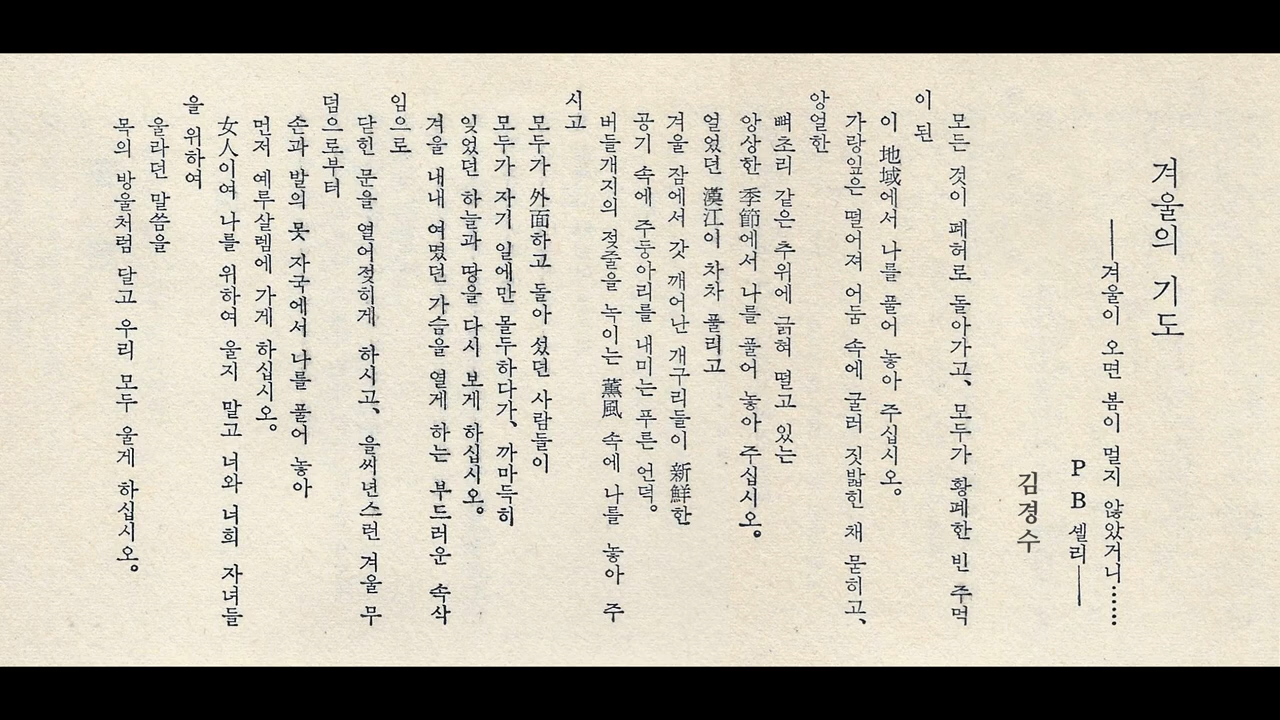 겨울의 기도
──겨울이 오면 봄이 멀지 않았거니……
P B 셸리──
김경수
모든 것이 폐허로 돌아가고、 모두가 황폐한 빈 주먹
이 된
이 地域에서 나를 풀어 놓아 주십시오。
가랑잎은 떨어져 어둠 속에 굴러 짓밟힌 채 묻히고、
앙얼한
뼈초리 같은 추위에 긁혀 떨고 있는
앙상한 季節에서 나를 풀어 놓아 주십시오。
얼었던 漢江이 차차 풀리고
겨울 잠에서 갓 깨어난 개구리들이 新鮮한
공기 속에 주둥아리를 내미는 푸른 언덕。
버들개지의 젖줄을 녹이는 薰風 속에 나를 놓아 주
시고
모두가 外面하고 돌아 섰던 사람들이
모두가 자기 일에만 몰두하다가、 까마득히
잊었던 하늘과 땅을 다시 보게 하십시오。
겨울 내내 여몄던 가슴을 열게 하는 부드러운 속삭
임으로
닫힌 문을 열어젖히게 하시고、 을씨년스런 겨울 무
덤으로부터
손과 발의 못 자국에서 나를 풀어 놓아
먼저 예루살렘에 가게 하십시오。
女人이여 나를 위하여 울지 말고 너와 너희 자녀들
을 위하여
울라던 말씀을
목의 방울처럼 달고 우리 모두 울게 하십시오。